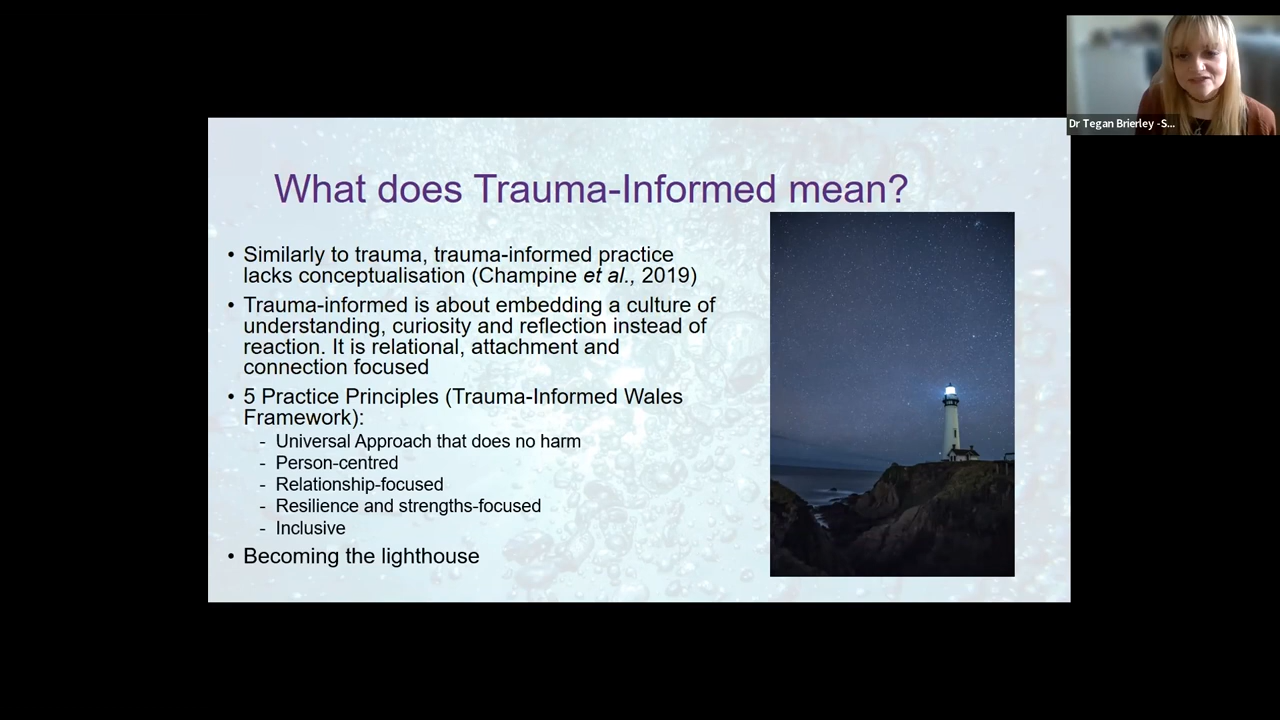 Dr Tegan Brierley -S...
What does Trauma-Informed mean?
• Similarly to trauma, trauma-informed practice
lacks conceptualisation (Champine et al., 2019)
• Trauma-informed is about embedding a culture of
understanding, curiosity and reflection instead of
reaction. It is relational, attachment and
connection focused
• 5 Practice Principles (Trauma-Informed Wales
Framework):
- Universal Approach that does no harm
- Person-centred
- Relationship-focused
- Resilience and strengths-focused
- Inclusive
• Becoming the lighthouse